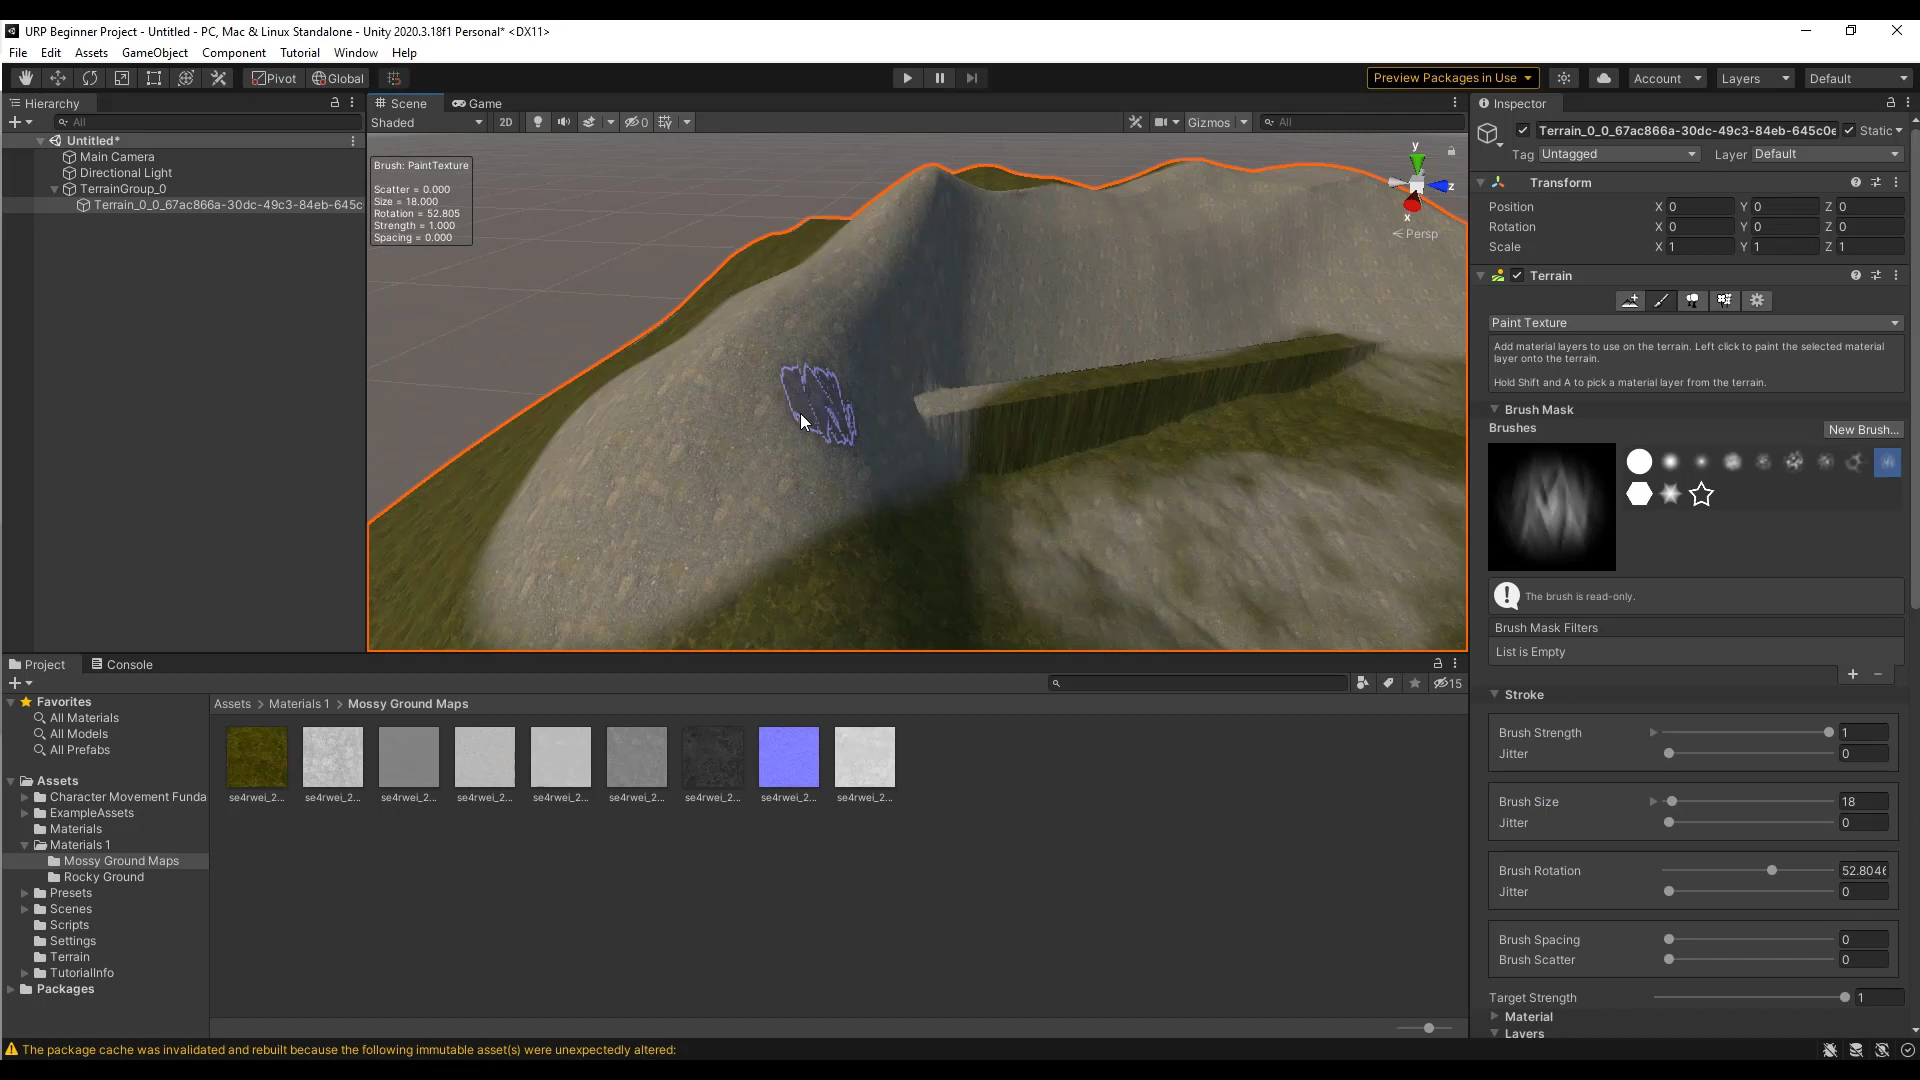 URP Beginner Project - Untitled - PC, Mac & Linux Standalone - Unity 2020.3.18f1 Personal* <DX11>
File Edit Assets GameObject Component Tutorial Window Help
Pivot Global Preview Packages in Use Account Layers Default
Hierarchy
All
Untitled*
Main Camera
Directional Light
TerrainGroup_0
Terrain_0_0_67ac866a-30dc-49c3-84eb-645c
Scene Game
Shaded 2D 0 Gizmos All
Brush: PaintTexture
Scatter = 0.000
Size = 18.000
Rotation = 52.805
Strength = 1.000
Spacing = 0.000
y
z
x
Persp
Inspector
Terrain_0_0_67ac866a-30dc-49c3-84eb-645c0e Static
Tag Untagged Layer Default
Transform
Position X 0 Y 0 Z 0
Rotation X 0 Y 0 Z 0
Scale X 1 Y 1 Z 1
Terrain
Paint Texture
Add material layers to use on the terrain. Left click to paint the selected material
layer onto the terrain.
Hold Shift and A to pick a material layer from the terrain.
Brush Mask
Brushes New Brush...
The brush is read-only.
Brush Mask Filters
List is Empty
Stroke
Brush Strength 1
Jitter 0
Brush Size 18
Jitter 0
Brush Rotation 52.8046
Jitter 0
Brush Spacing 0
Brush Scatter 0
Target Strength 1
Material
Layers
Project Console
15
Favorites
All Materials
All Models
All Prefabs
Assets
Character Movement Funda
ExampleAssets
Materials
Materials 1
Mossy Ground Maps
Rocky Ground
Presets
Scenes
Scripts
Settings
Terrain
TutorialInfo
Packages
Assets > Materials 1 > Mossy Ground Maps
se4rwei_2... se4rwei_2... se4rwei_2... se4rwei_2... se4rwei_2... se4rwei_2... se4rwei_2... se4rwei_2... se4rwei_2...
The package cache was invalidated and rebuilt because the following immutable asset(s) were unexpectedly altered: